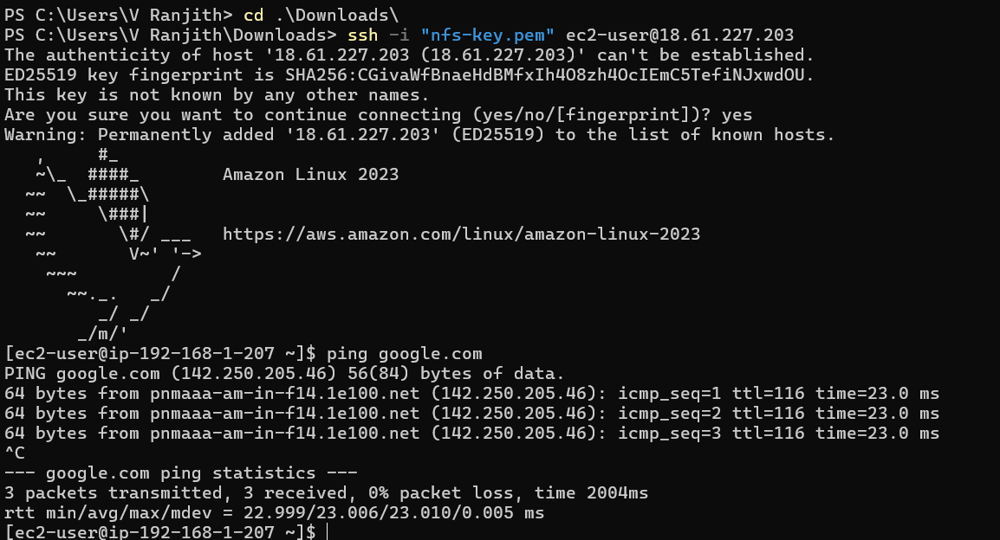 PS C:\Users\V Ranjith> cd .\Downloads\
PS C:\Users\V Ranjith\Downloads> ssh -i "nfs-key.pem" ec2-user@18.61.227.203
The authenticity of host '18.61.227.203 (18.61.227.203)' can't be established.
ED25519 key fingerprint is SHA256:CGivaWfBnaeHdBMfxIh4O8zh4OcIEmC5TefiNJxwdOU.
This key is not known by any other names.
Are you sure you want to continue connecting (yes/no/[fingerprint])? yes
Warning: Permanently added '18.61.227.203' (ED25519) to the list of known hosts.
   ,     #_
   ~\_  ####_        Amazon Linux 2023
  ~~  \_#####\
  ~~     \###|
  ~~       \#/ ___   https://aws.amazon.com/linux/amazon-linux-2023
   ~~       V~' '->
    ~~~         /
      ~~._.   _/
         _/ _/
       _/m/'
[ec2-user@ip-192-168-1-207 ~]$ ping google.com
PING google.com (142.250.205.46) 56(84) bytes of data.
64 bytes from pnmaaa-am-in-f14.1e100.net (142.250.205.46): icmp_seq=1 ttl=116 time=23.0 ms
64 bytes from pnmaaa-am-in-f14.1e100.net (142.250.205.46): icmp_seq=2 ttl=116 time=23.0 ms
64 bytes from pnmaaa-am-in-f14.1e100.net (142.250.205.46): icmp_seq=3 ttl=116 time=23.0 ms
^C
--- google.com ping statistics ---
3 packets transmitted, 3 received, 0% packet loss, time 2004ms
rtt min/avg/max/mdev = 22.999/23.006/23.010/0.005 ms
[ec2-user@ip-192-168-1-207 ~]$